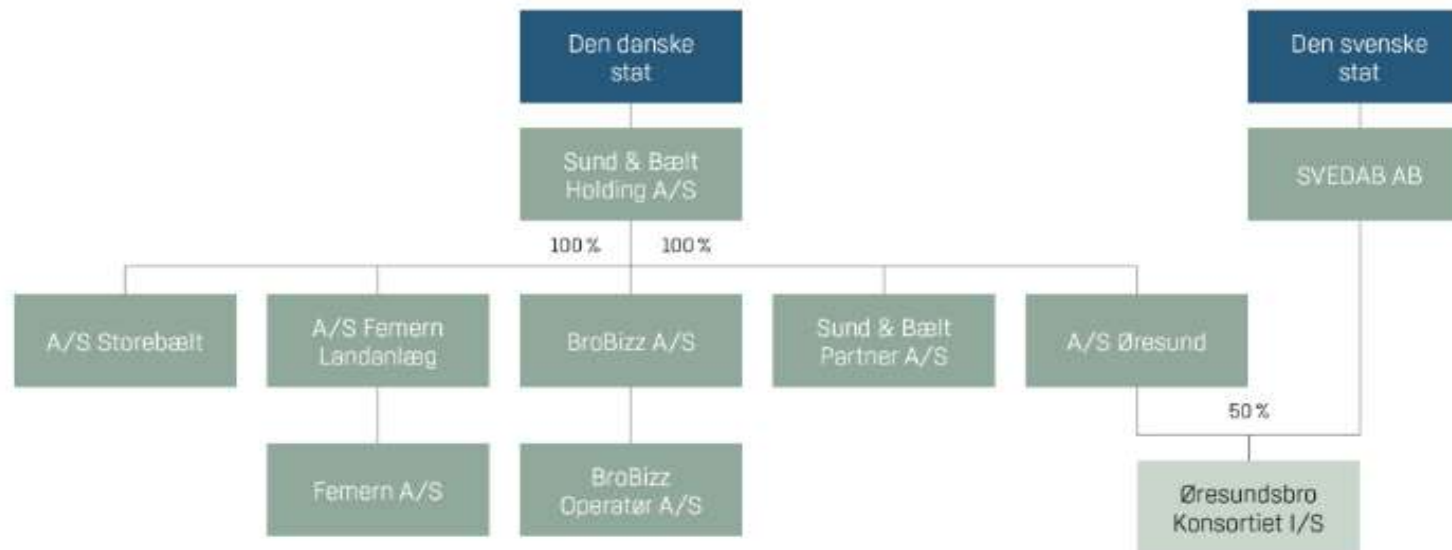 Den danske
stat
Den svenske
stat
Sund & Bælt
Holding A/S
SVEDAB AB
100 %
100 %
A/S Storebælt
A/S Femern
Landanlæg
BroBizz A/S
Sund & Bælt
Partner A/S
A/S Øresund
50 %
Femern A/S
BroBizz
Operatør A/S
Øresundsbro
Konsortiet I/S